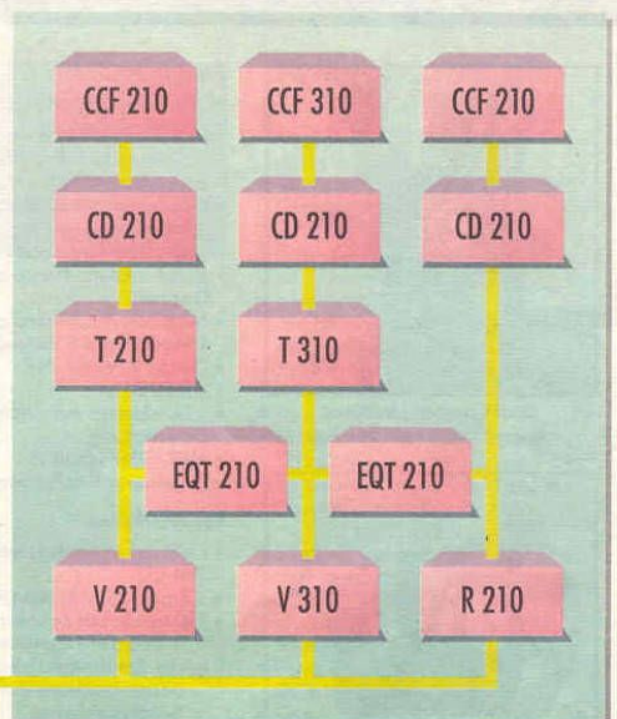 CCF 210
CCF 310
CCF 210
CD 210
CD 210
CD 210
T 210
T 310
EQT 210
EQT 210
V 210
V 310
R 210